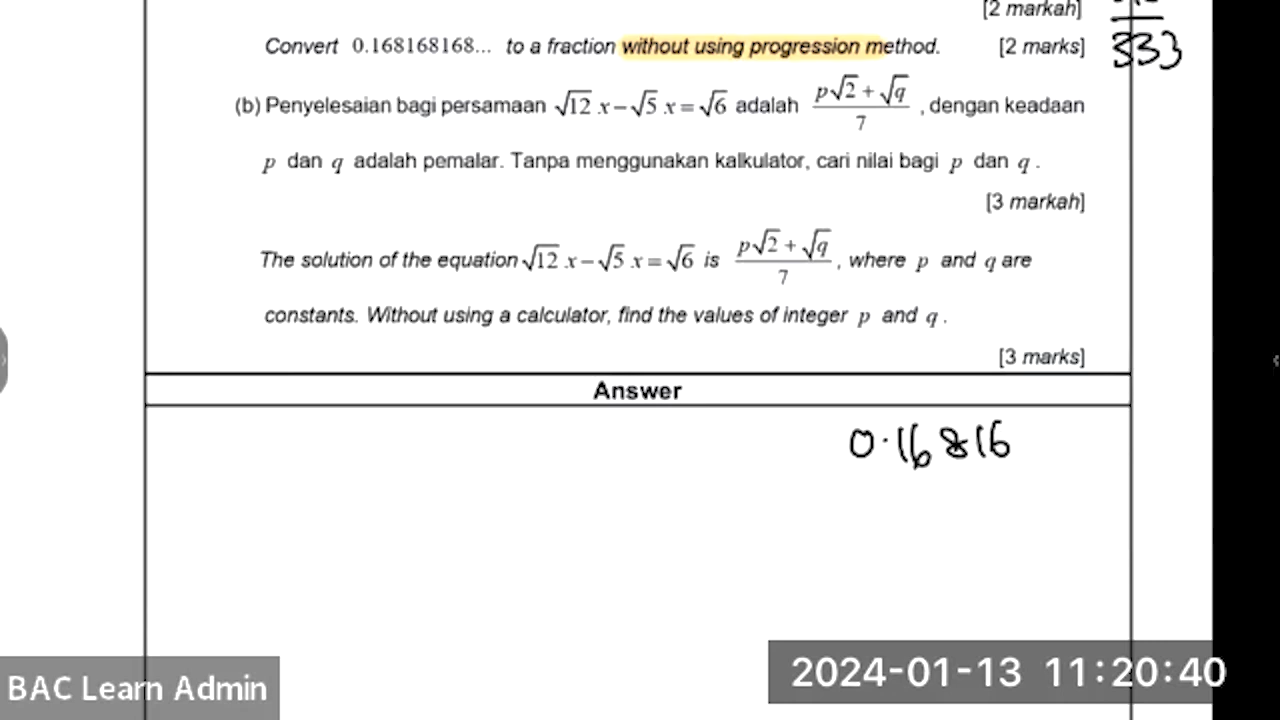 [2 markah]
Convert 0.168168168... to a fraction without using progression method. [2 marks]
333
(b) Penyelesaian bagi persamaan √12 x − √5 x = √6 adalah (p√2 + √q)/7 , dengan keadaan
p dan q adalah pemalar. Tanpa menggunakan kalkulator, cari nilai bagi p dan q .
[3 markah]
The solution of the equation √12 x − √5 x = √6 is (p√2 + √q)/7 , where p and q are
constants. Without using a calculator, find the values of integer p and q .
[3 marks]
Answer
0.16816
BAC Learn Admin
2024-01-13 11:20:40